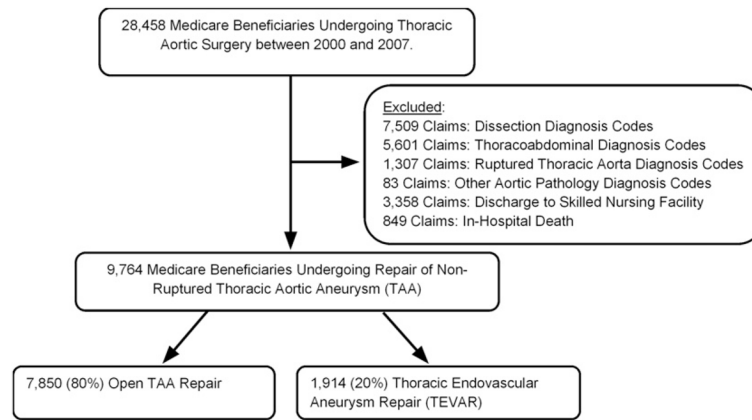 28,458 Medicare Beneficiaries Undergoing Thoracic
Aortic Surgery between 2000 and 2007.
Excluded:
7,509 Claims: Dissection Diagnosis Codes
5,601 Claims: Thoracoabdominal Diagnosis Codes
1,307 Claims: Ruptured Thoracic Aorta Diagnosis Codes
83 Claims: Other Aortic Pathology Diagnosis Codes
3,358 Claims: Discharge to Skilled Nursing Facility
849 Claims: In-Hospital Death
9,764 Medicare Beneficiaries Undergoing Repair of Non-
Ruptured Thoracic Aortic Aneurysm (TAA)
7,850 (80%) Open TAA Repair
1,914 (20%) Thoracic Endovascular
Aneurysm Repair (TEVAR)